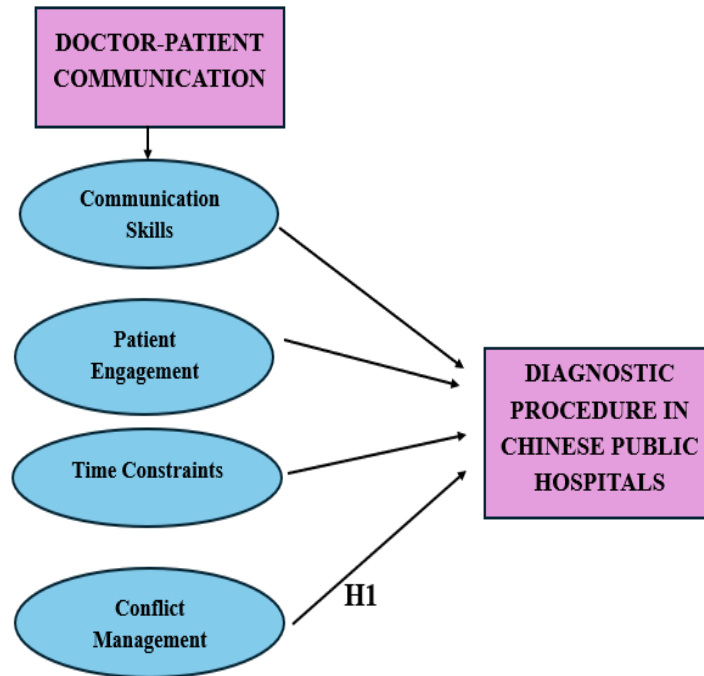 DOCTOR-PATIENT
COMMUNICATION
Communication
Skills
Patient
Engagement
Time Constraints
Conflict
Management
H1
DIAGNOSTIC
PROCEDURE IN
CHINESE PUBLIC
HOSPITALS